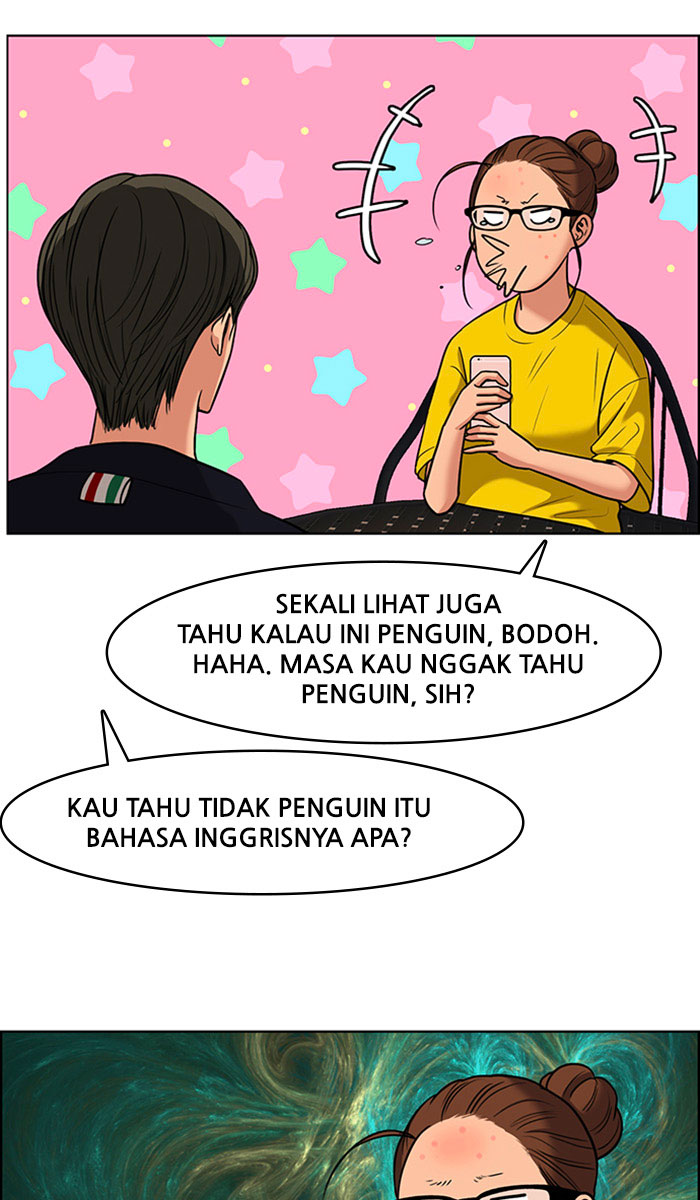 SEKALI LIHAT JUGA
TAHU KALAU INI PENGUIN, BODOH.
HAHA. MASA KAU NGGAK TAHU
PENGUIN, SIH?
KAU TAHU TIDAK PENGUIN ITU
BAHASA INGGRISNYA APA?